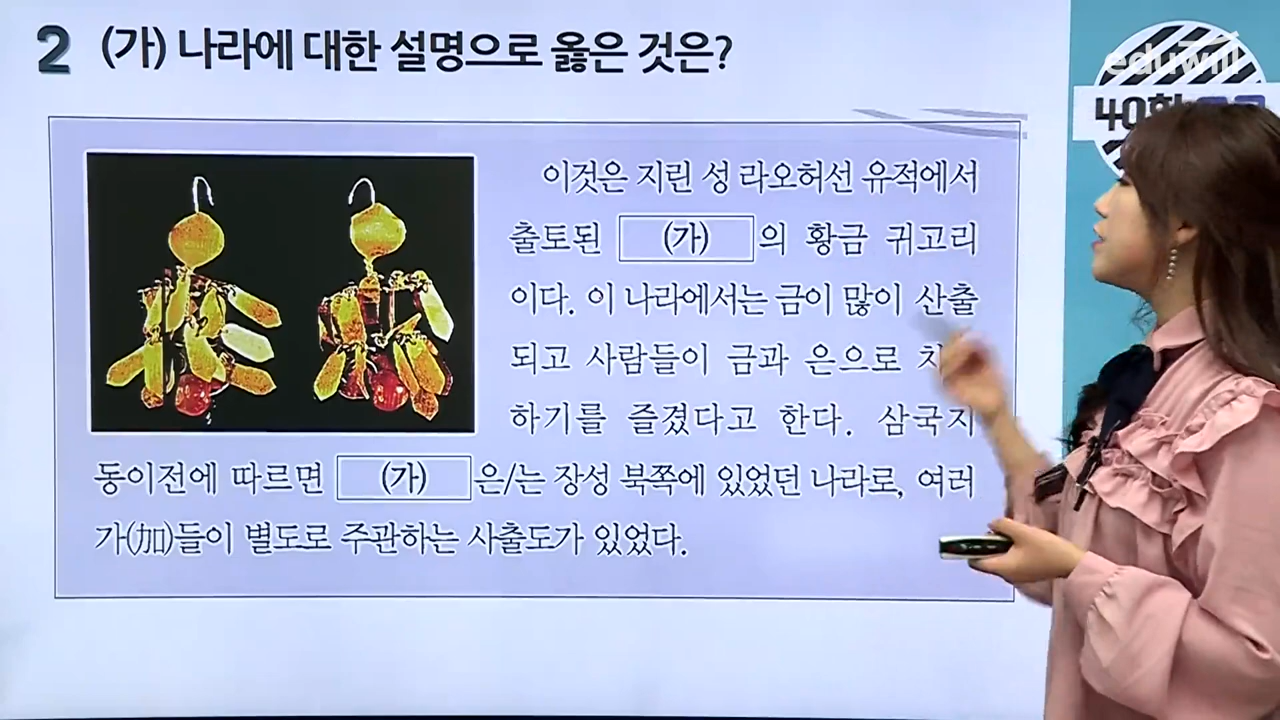 2 (가) 나라에 대한 설명으로 옳은 것은?
eduwill
40회
이것은 지린 성 라오허선 유적에서
출토된 (가) 의 황금 귀고리
이다. 이 나라에서는 금이 많이 산출
되고 사람들이 금과 은으로
하기를 즐겼다고 한다. 삼국지
동이전에 따르면 (가) 은/는 장성 북쪽에 있었던 나라로, 여러
가(加)들이 별도로 주관하는 사출도가 있었다.